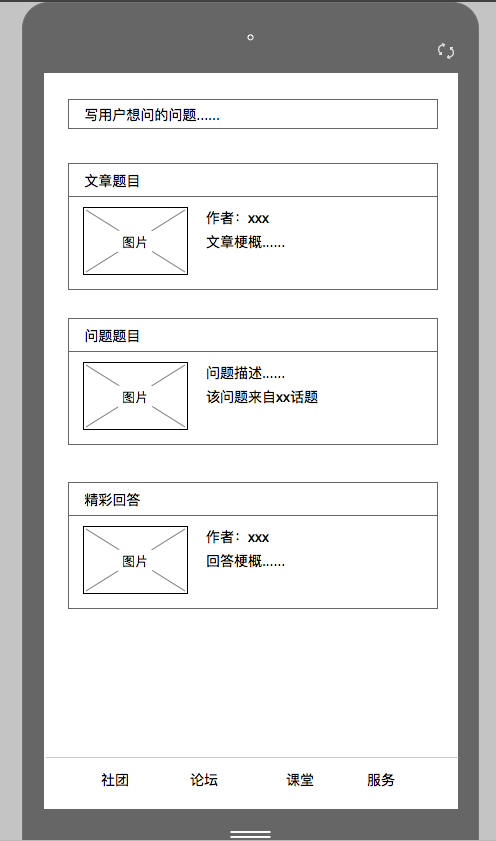 写用户想问的问题......
文章题目
图片
作者：xxx
文章梗概......
问题题目
图片
问题描述......
该问题来自xx话题
精彩回答
图片
作者：xxx
回答梗概......
社团 论坛 课堂 服务